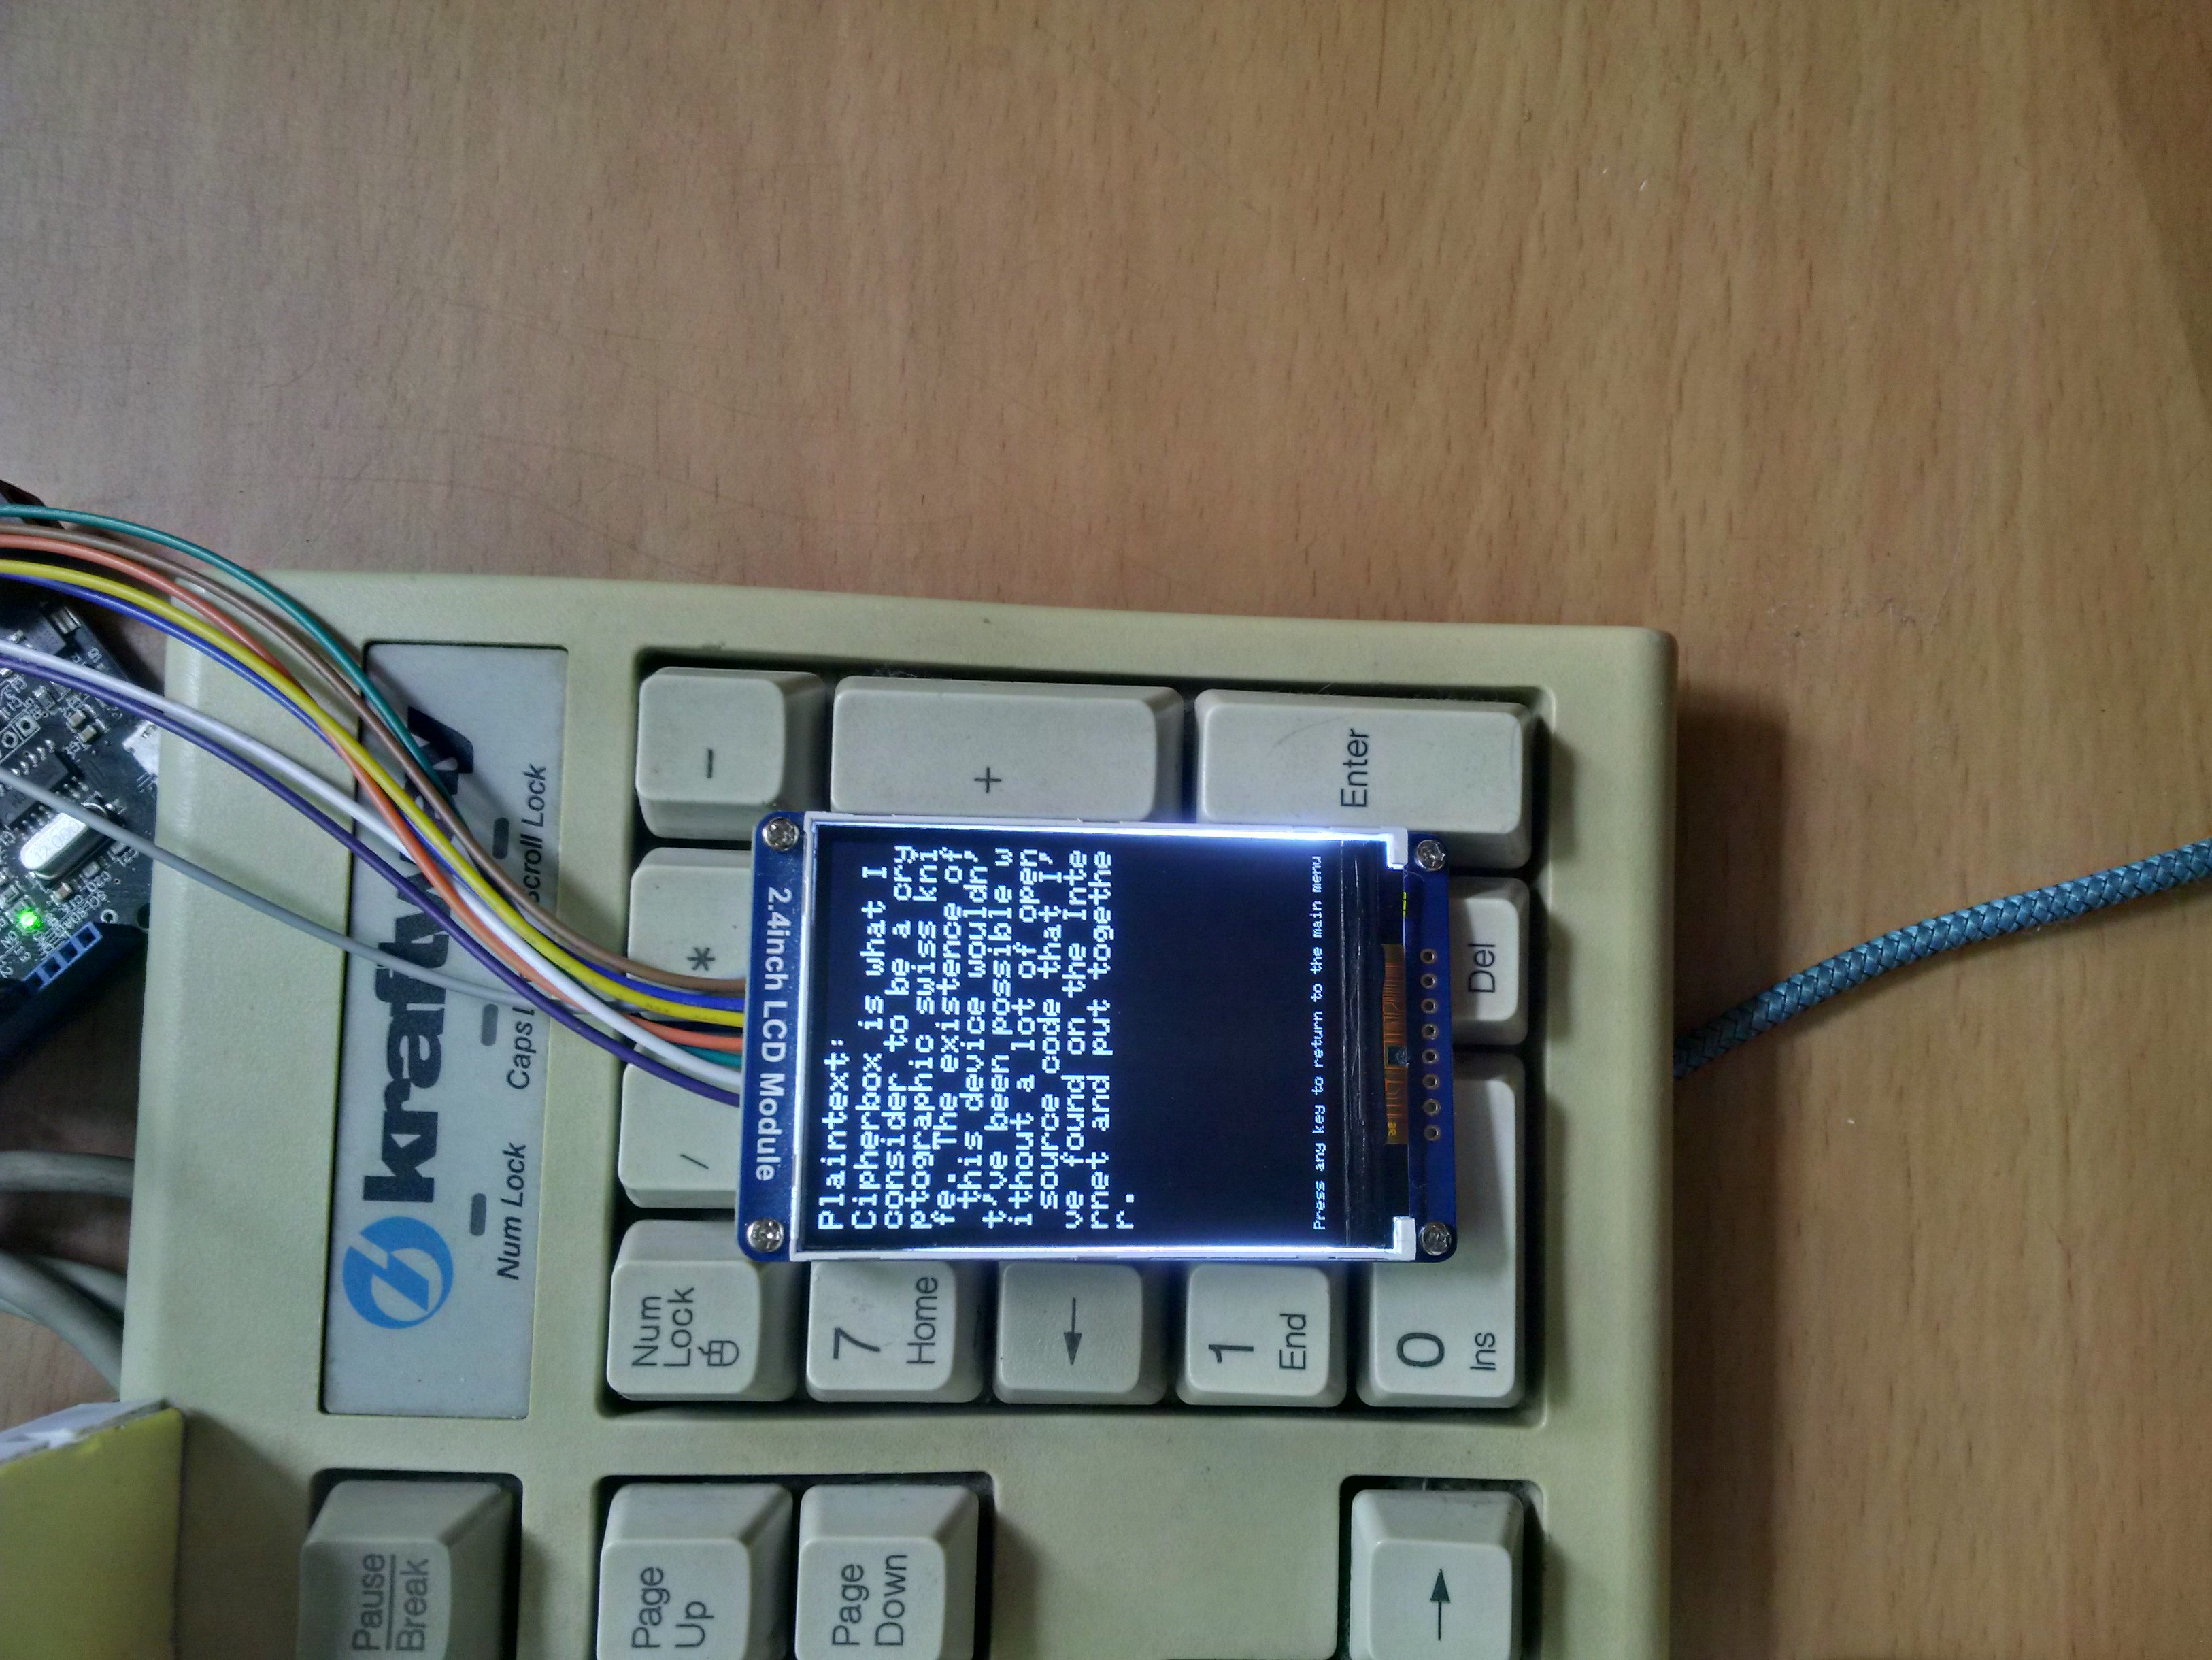 Pause
Break
kraftway
Num Lock
Caps L
Scroll Lock
Page
Up
Num
Lock
/
*
-
2.4inch LCD Module
Page
Down
7
Home
+
Plaintext:
Cipherbox is what I
consider to be a cry
ptographic swiss kni
fe. The existence of
 this device wouldn'
t've been possible w
ithout a lot of open
 source code that I'
ve found on the Inte
rnet and put togethe
r.
Press any key to return to the main menu
1
End
Enter
0
Ins
Del